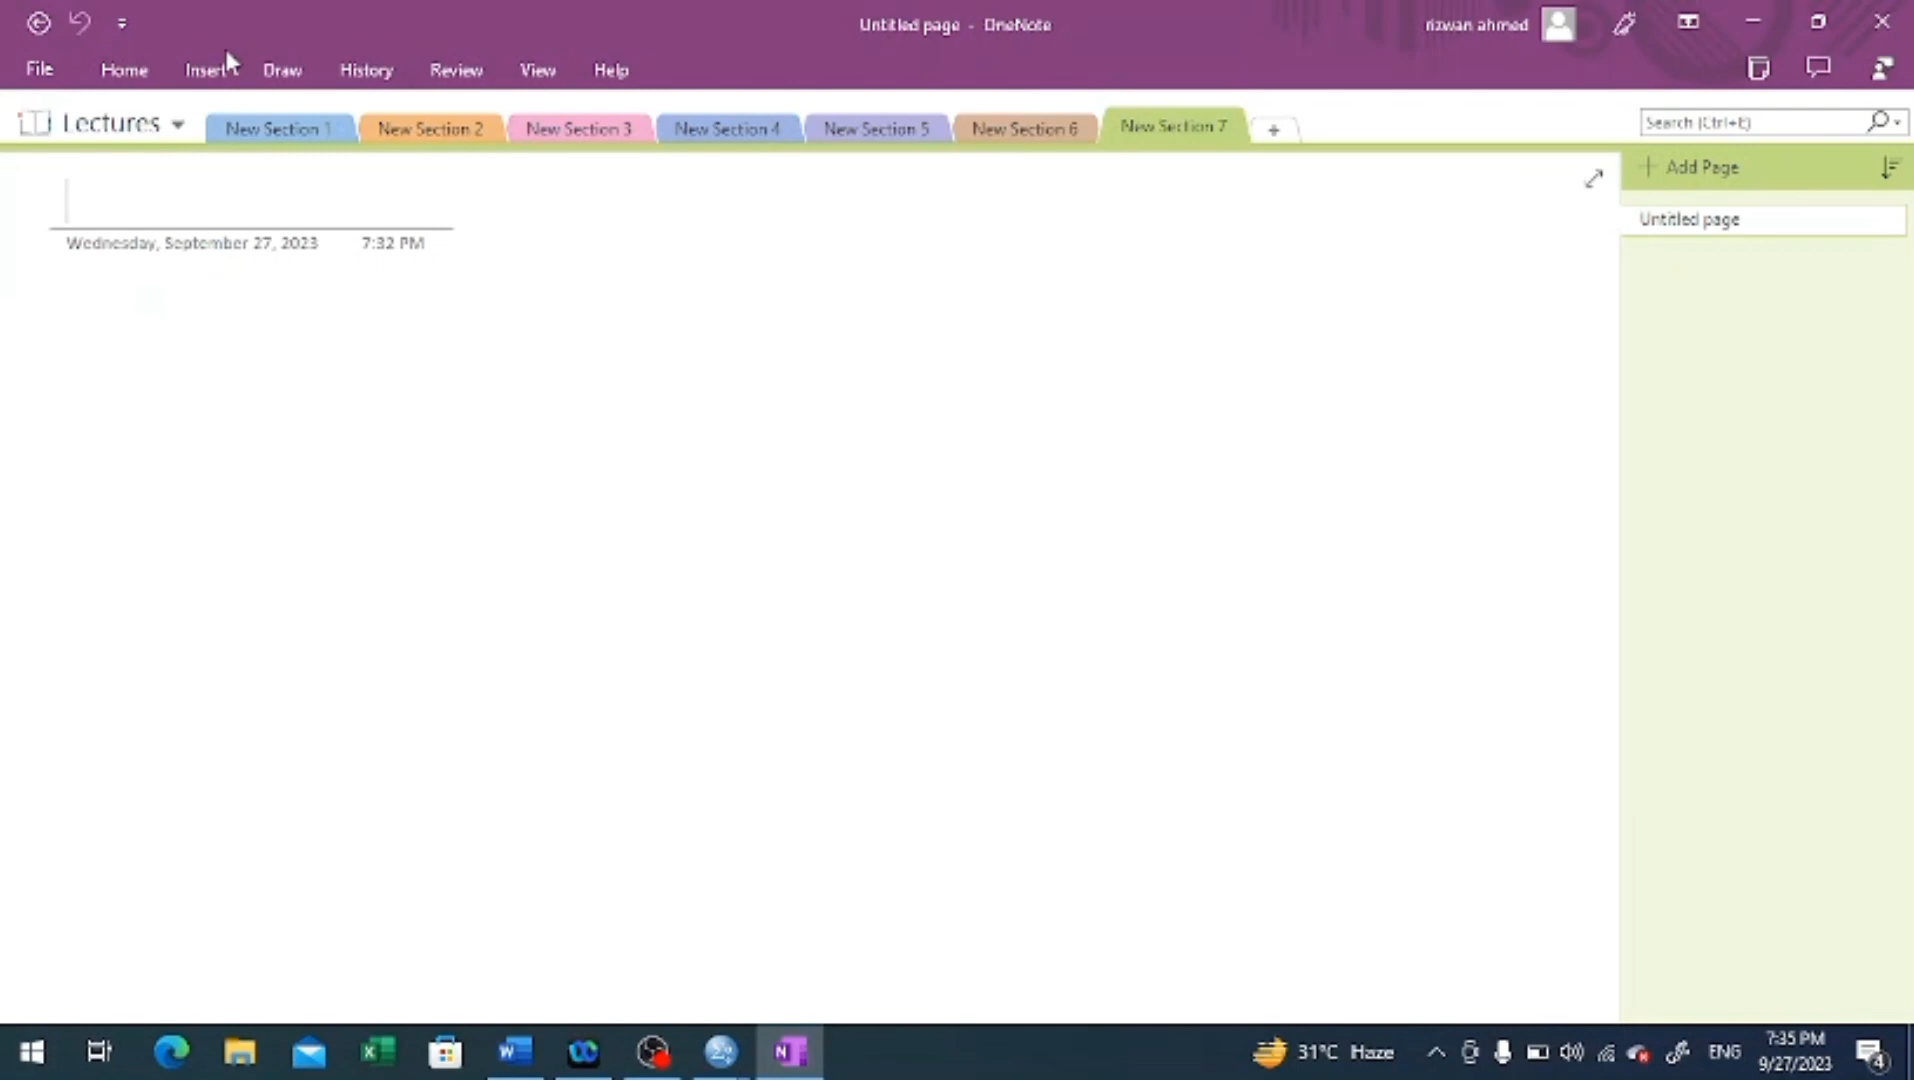 Untitled page - OneNote
rizwan ahmed
File Home Insert Draw History Review View Help
Lectures
New Section 1 New Section 2 New Section 3 New Section 4 New Section 5 New Section 6 New Section 7 +
Search (Ctrl+E)
+ Add Page
Untitled page
Wednesday, September 27, 2023 7:32 PM
31°C Haze
ENG
7:35 PM
9/27/2023
4